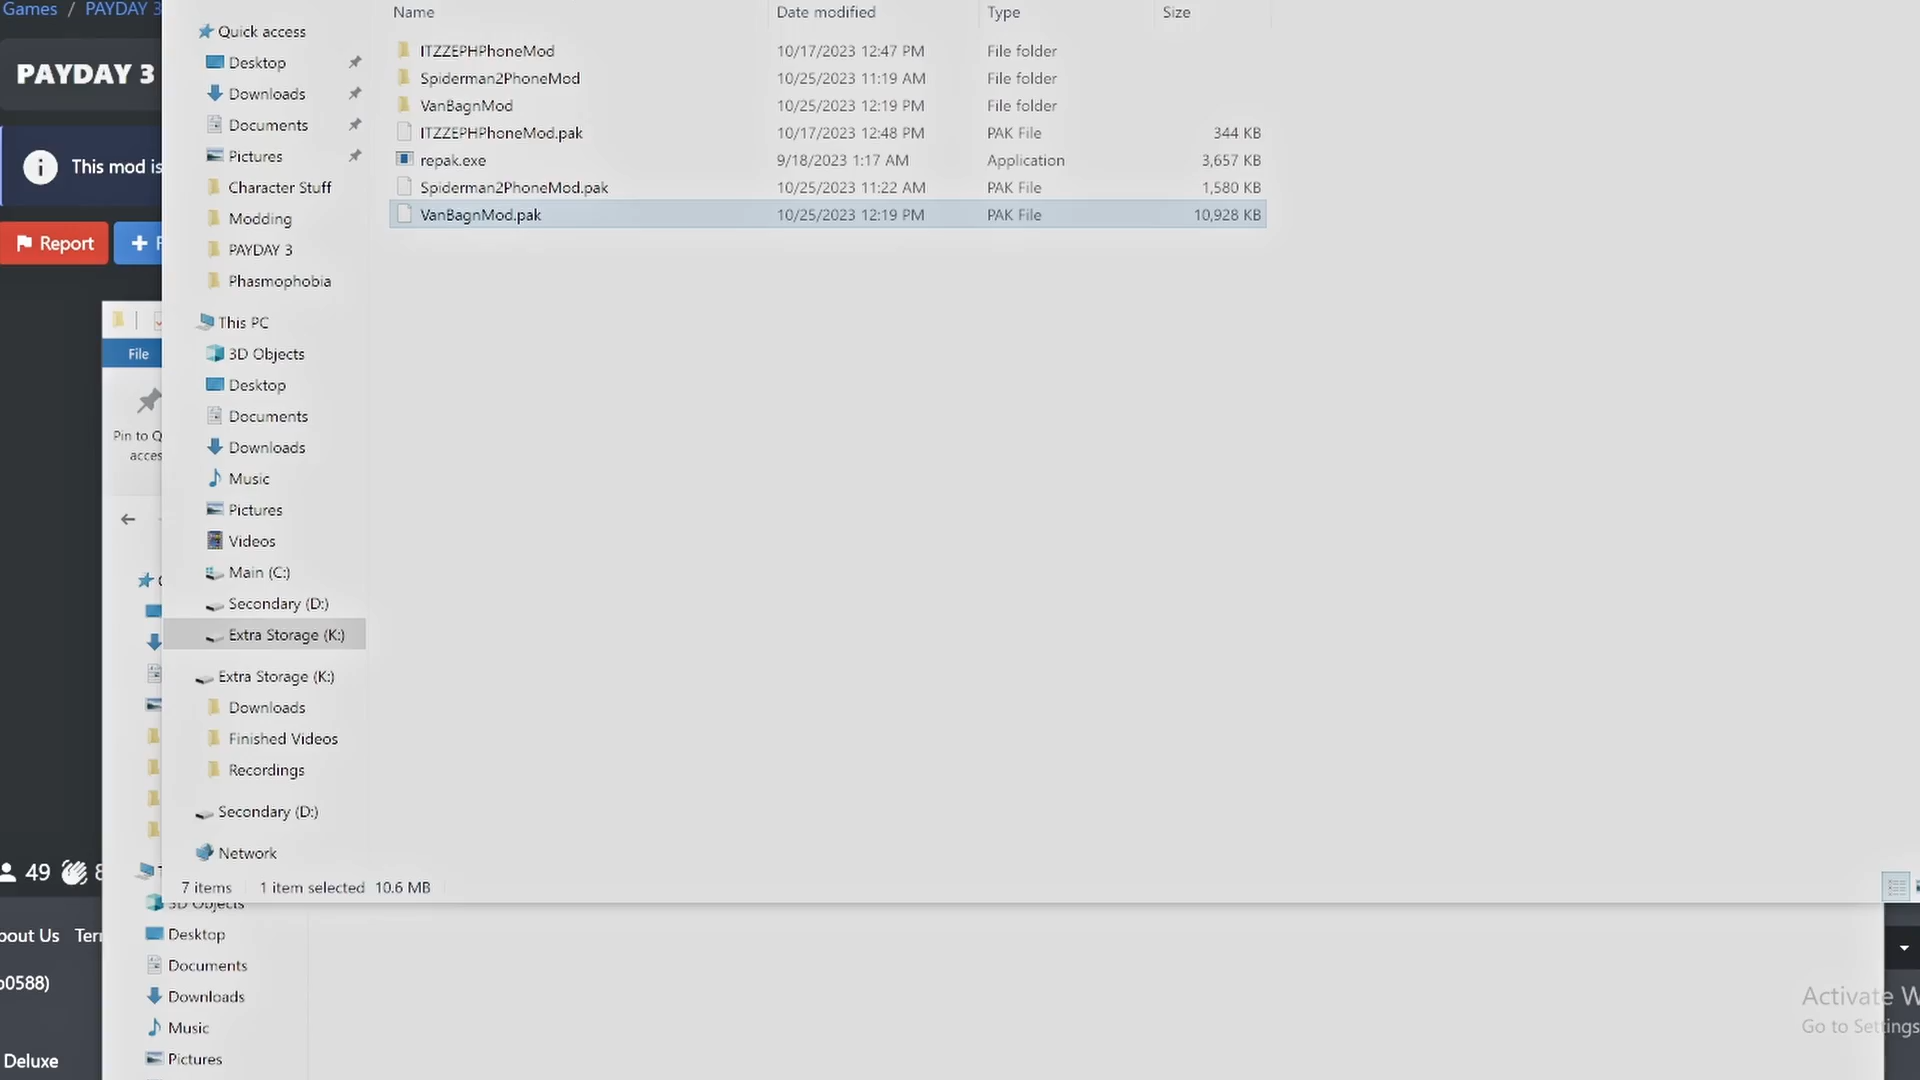 Games / PAYDAY 3
PAYDAY 3
This mod is
Report
File
Pin to Q
acces
49
bout Us
Deluxe
Name Date modified Type Size
Quick access
Desktop
Downloads
Documents
Pictures
Character Stuff
Modding
PAYDAY 3
Phasmophobia
This PC
3D Objects
Desktop
Documents
Downloads
Music
Pictures
Videos
Main (C:)
Secondary (D:)
Extra Storage (K:)
Extra Storage (K:)
Downloads
Finished Videos
Recordings
Secondary (D:)
Network
ITZZEPHPhoneMod 10/17/2023 12:47 PM File folder
Spiderman2PhoneMod 10/25/2023 11:19 AM File folder
VanBagnMod 10/25/2023 12:19 PM File folder
ITZZEPHPhoneMod.pak 10/17/2023 12:48 PM PAK File 344 KB
repak.exe 9/18/2023 1:17 AM Application 3,657 KB
Spiderman2PhoneMod.pak 10/25/2023 11:22 AM PAK File 1,580 KB
VanBagnMod.pak 10/25/2023 12:19 PM PAK File 10,928 KB
7 items 1 item selected 10.6 MB
3D Objects
Desktop
Documents
Downloads
Music
Pictures
Activate W
Go to Settings